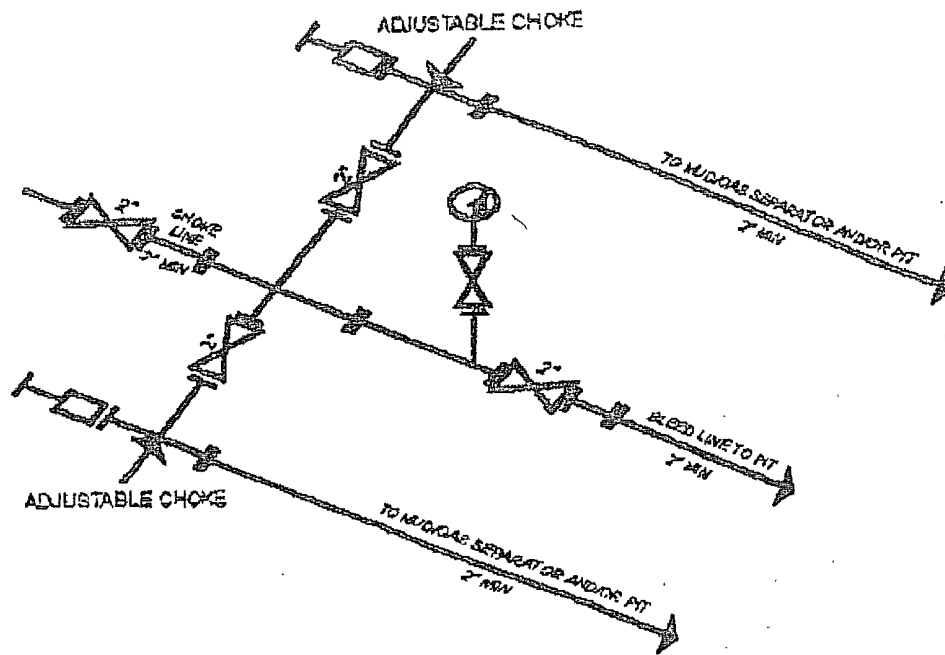 ADJUSTABLE CHOKE
TO MUD/GAS SEPARATOR AND/OR PIT
2" MIN
2"
2"
CHOKE
LINE
2" MIN
2"
2"
BLEED LINE TO PIT
2" MIN
ADJUSTABLE CHOKE
TO MUD/GAS SEPARATOR AND/OR PIT
2" MIN